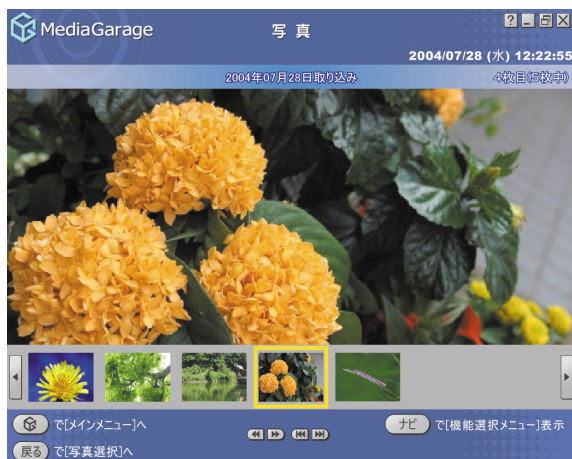 MediaGarage
写真
2004/07/28 (水) 12:22:55
2004年07月28日取り込み
4枚目(5枚中)
で[メインメニュー]へ
ナビ で[機能選択メニュー]表示
戻る で[写真選択]へ